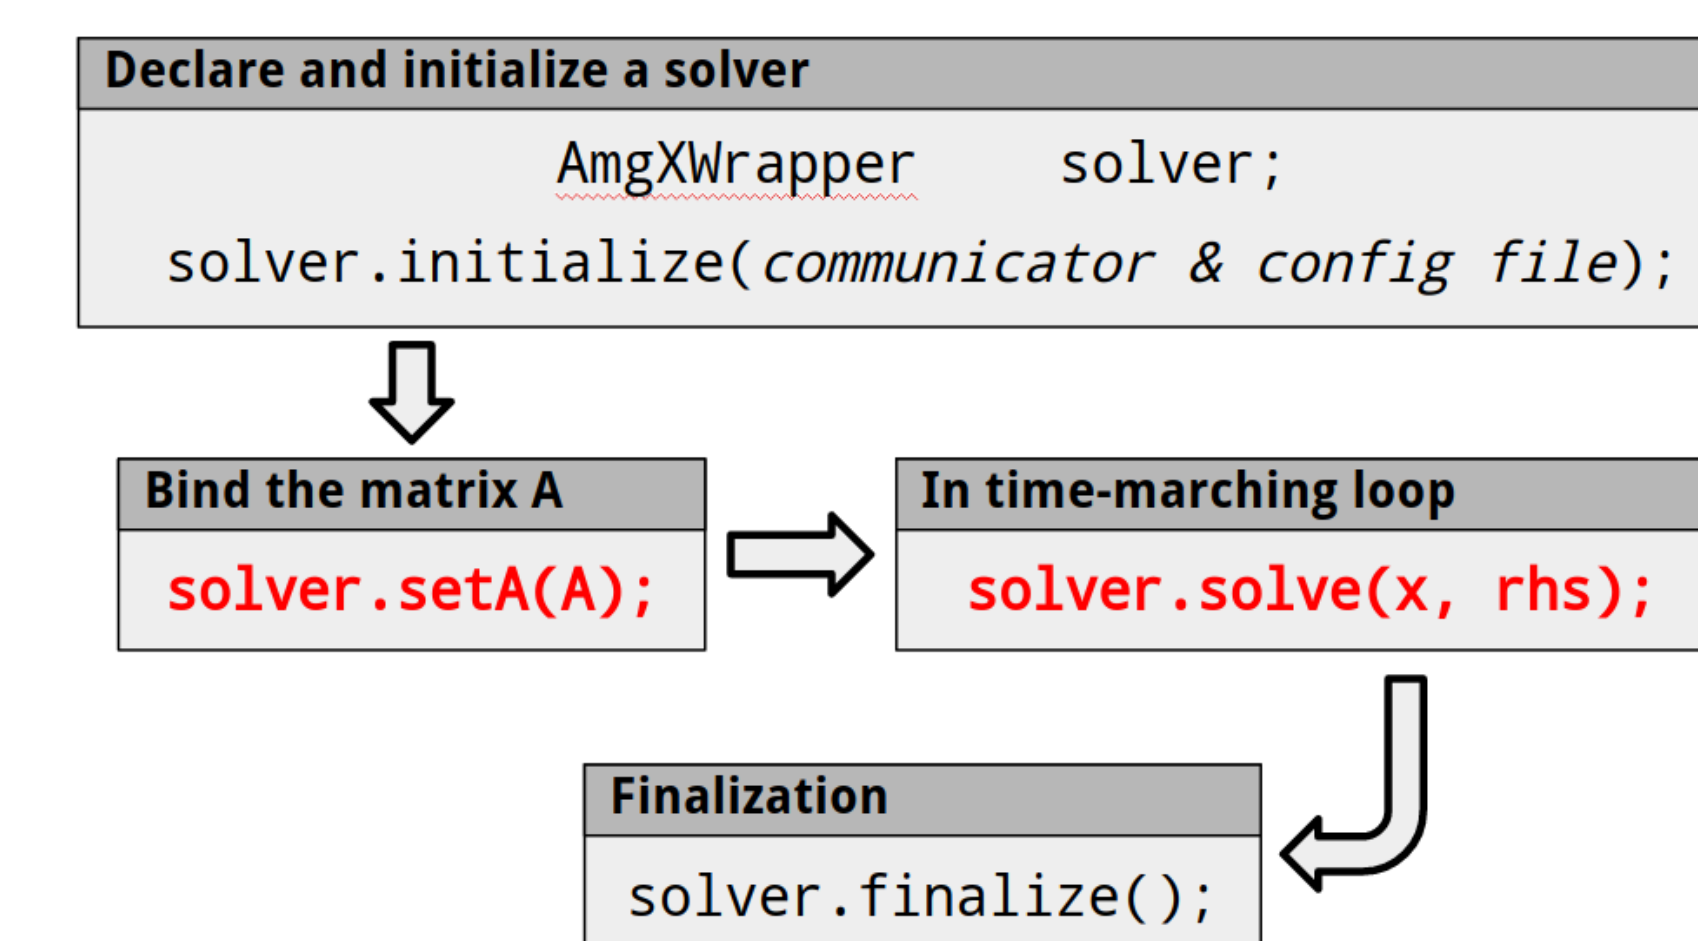 Declare and initialize a solver
AmgXWrapper solver;
solver.initialize(communicator & config file);
Bind the matrix A
solver.setA(A);
In time-marching loop
solver.solve(x, rhs);
Finalization
solver.finalize();